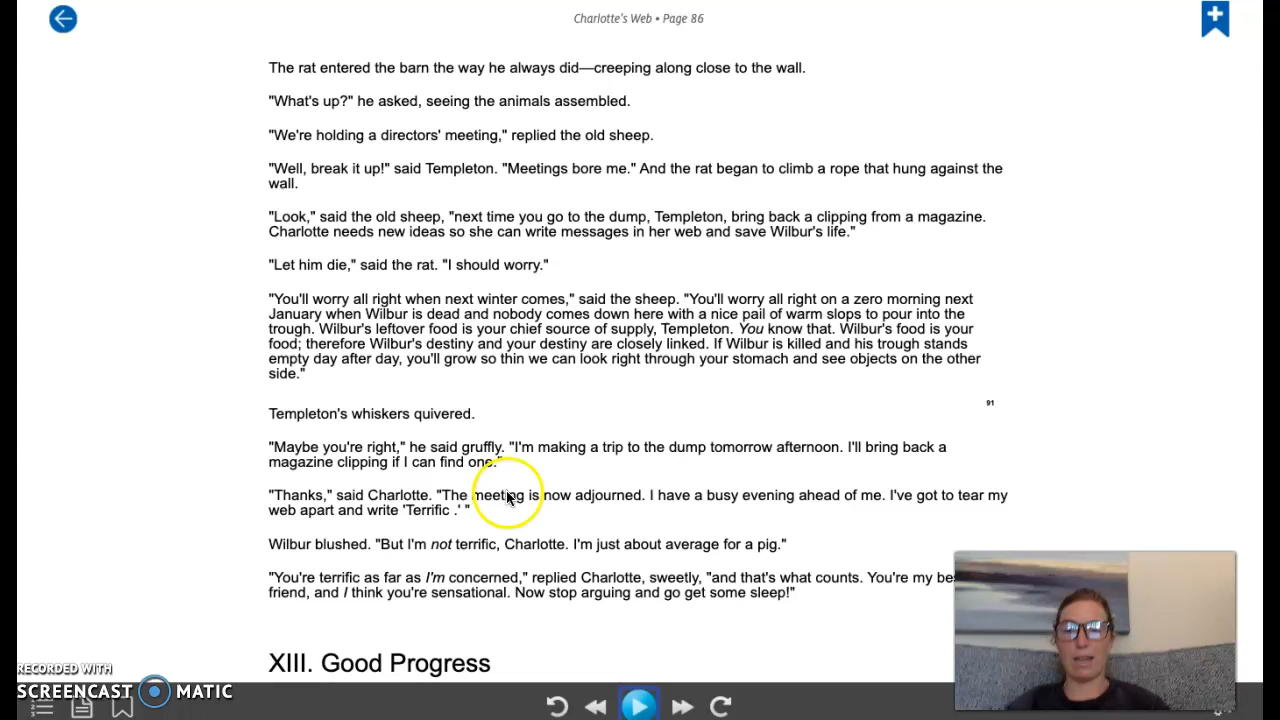 Charlotte's Web • Page 86
The rat entered the barn the way he always did—creeping along close to the wall.
"What's up?" he asked, seeing the animals assembled.
"We're holding a directors' meeting," replied the old sheep.
"Well, break it up!" said Templeton. "Meetings bore me." And the rat began to climb a rope that hung against the
wall.
"Look," said the old sheep, "next time you go to the dump, Templeton, bring back a clipping from a magazine.
Charlotte needs new ideas so she can write messages in her web and save Wilbur's life."
"Let him die," said the rat. "I should worry."
"You'll worry all right when next winter comes," said the sheep. "You'll worry all right on a zero morning next
January when Wilbur is dead and nobody comes down here with a nice pail of warm slops to pour into the
trough. Wilbur's leftover food is your chief source of supply, Templeton. You know that. Wilbur's food is your
food; therefore Wilbur's destiny and your destiny are closely linked. If Wilbur is killed and his trough stands
empty day after day, you'll grow so thin we can look right through your stomach and see objects on the other
side."
91
Templeton's whiskers quivered.
"Maybe you're right," he said gruffly. "I'm making a trip to the dump tomorrow afternoon. I'll bring back a
magazine clipping if I can find one."
"Thanks," said Charlotte. "The meeting is now adjourned. I have a busy evening ahead of me. I've got to tear my
web apart and write 'Terrific .' "
Wilbur blushed. "But I'm not terrific, Charlotte. I'm just about average for a pig."
"You're terrific as far as I'm concerned," replied Charlotte, sweetly, "and that's what counts. You're my
friend, and I think you're sensational. Now stop arguing and go get some sleep!"
XIII. Good Progress
RECORDED WITH
SCREENCAST MATIC